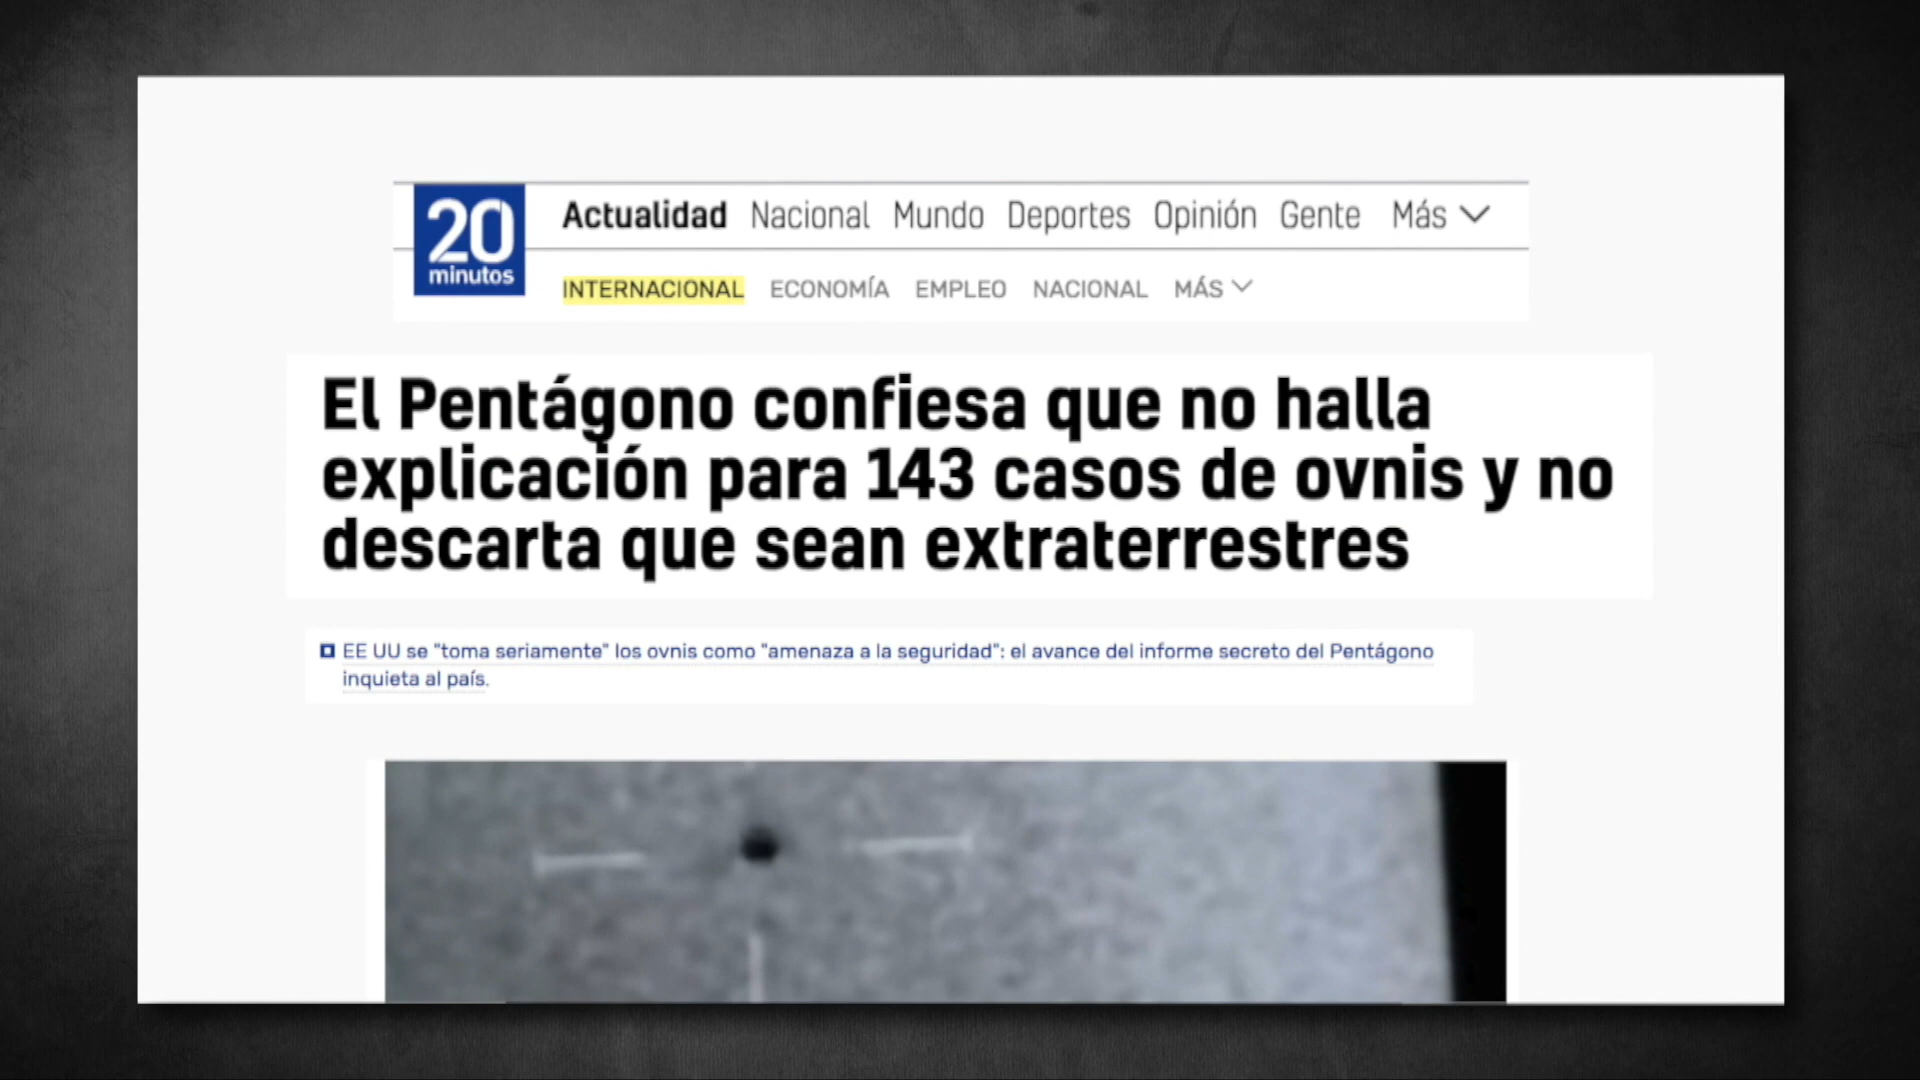 20
minutos
Actualidad Nacional Mundo Deportes Opinión Gente Más
INTERNACIONAL ECONOMÍA EMPLEO NACIONAL MÁS
El Pentágono confiesa que no halla
explicación para 143 casos de ovnis y no
descarta que sean extraterrestres
EE UU se "toma seriamente" los ovnis como "amenaza a la seguridad": el avance del informe secreto del Pentágono
inquieta al país.